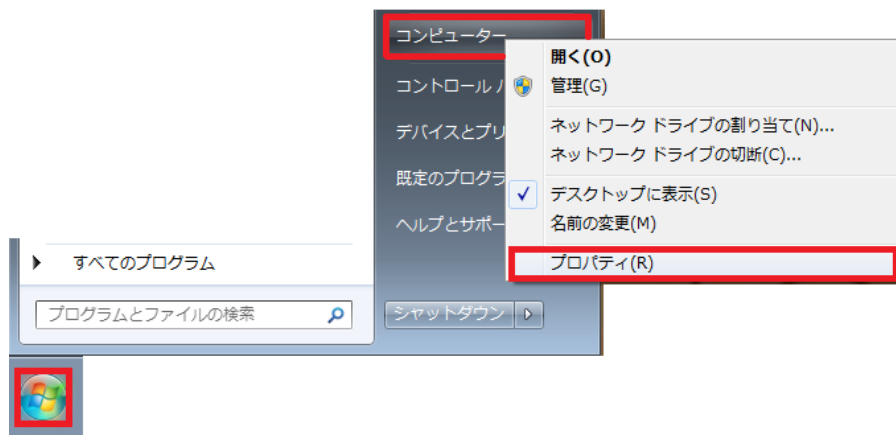 コンピューター
コントロール
デバイスとプリ
既定のプログラ
ヘルプとサポー
開く(O)
管理(G)
ネットワーク ドライブの割り当て(N)...
ネットワーク ドライブの切断(C)...
デスクトップに表示(S)
名前の変更(M)
プロパティ(R)
すべてのプログラム
プログラムとファイルの検索
シャットダウン